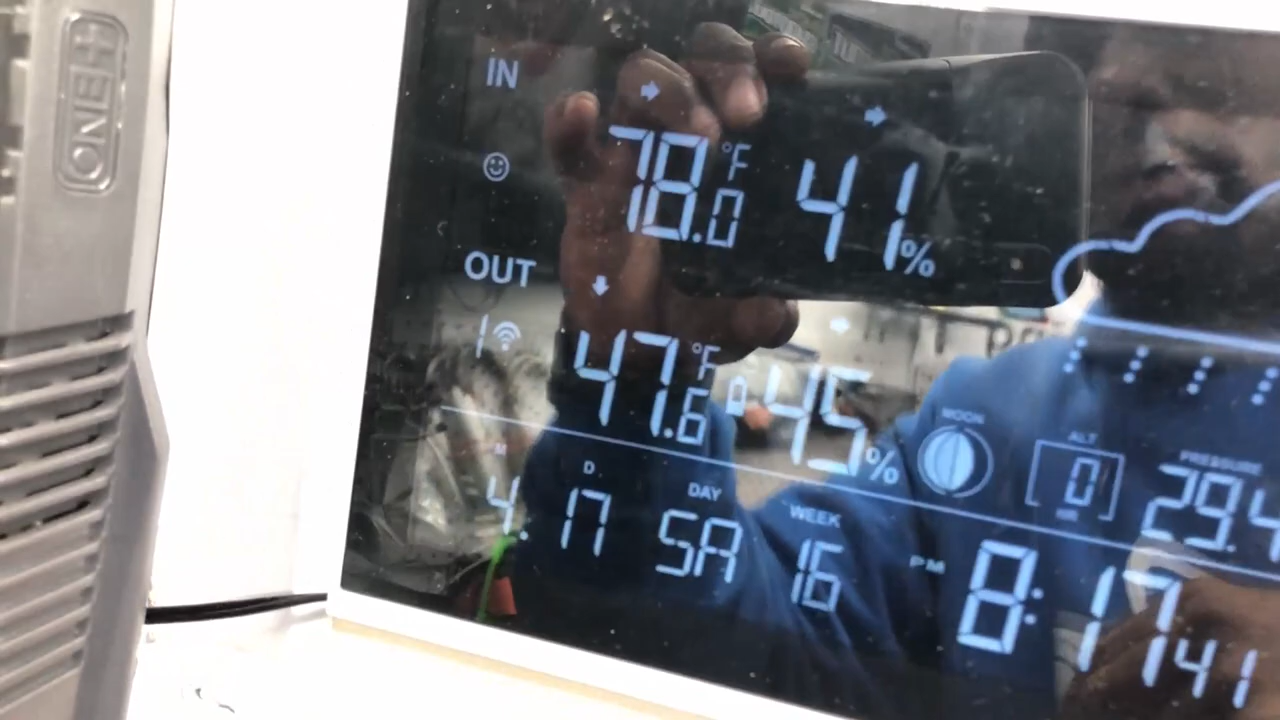 ONE+
IN
78.0 °F 41%
OUT
1
47.6 °F 45%
MOON
ALT
0
HR
PRESSURE
29.4
M
4.
D
17
DAY
SA
WEEK
16
PM 8:17 41